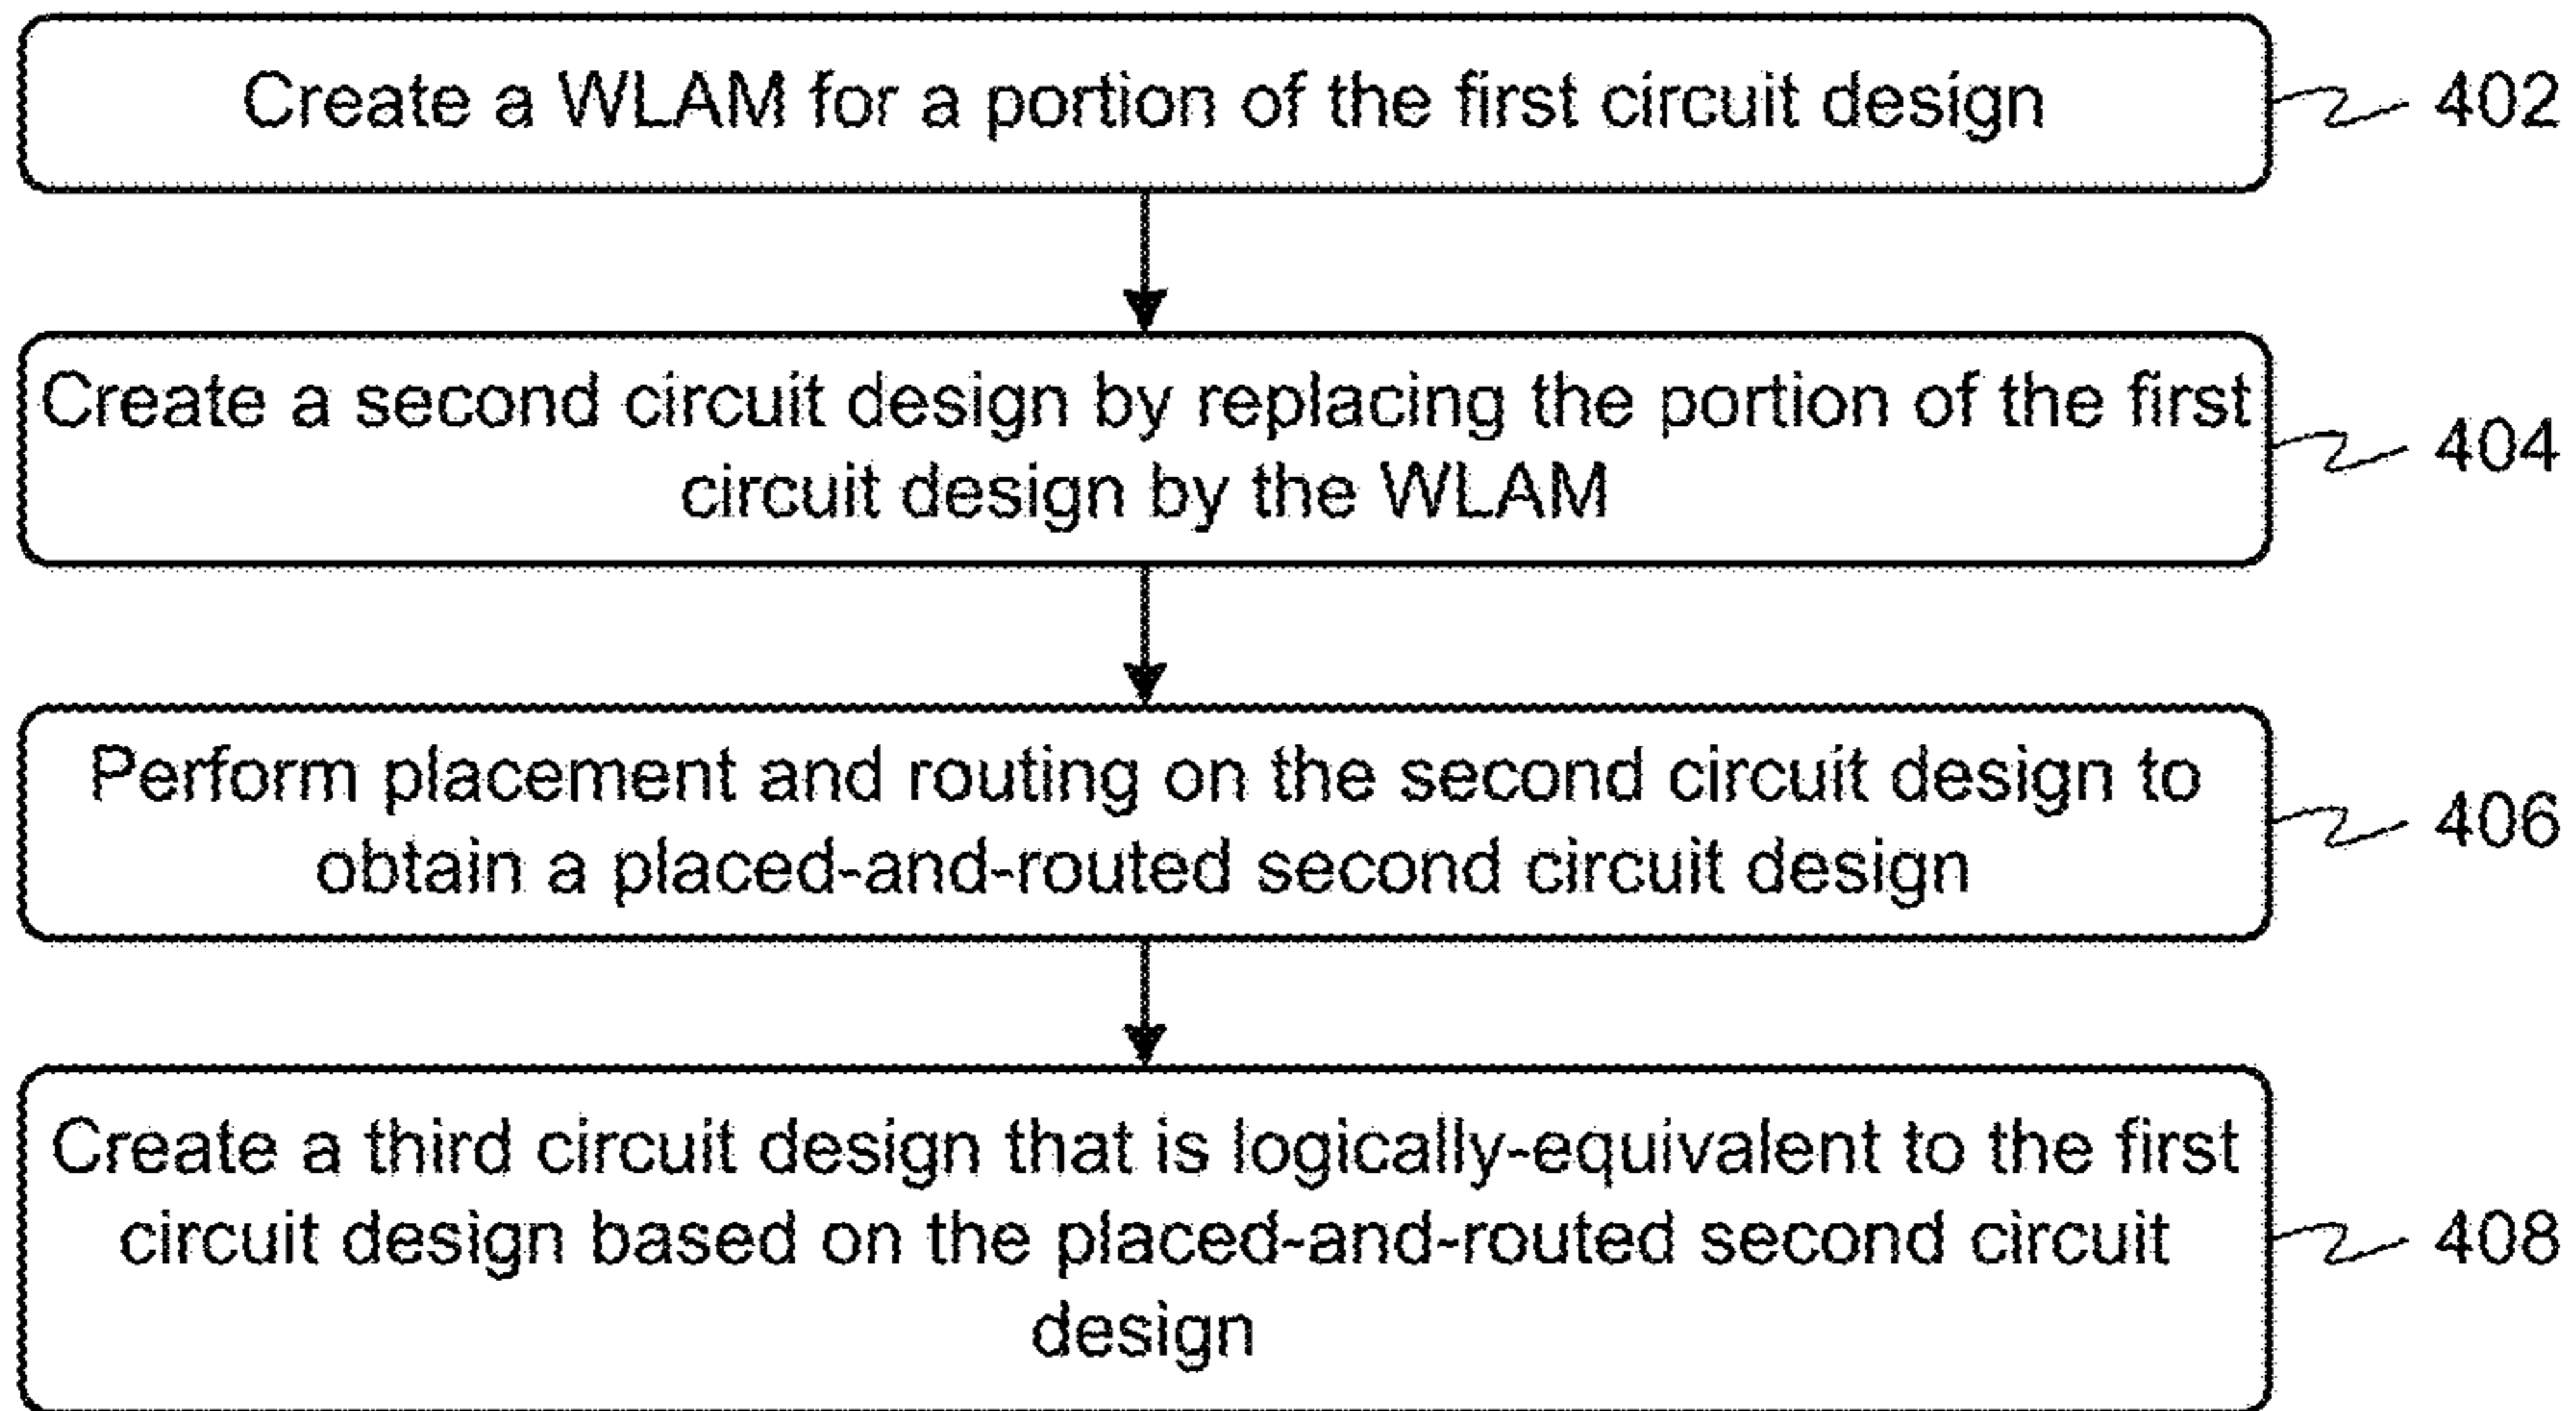 Create a WLAM for a portion of the first circuit design
402
Create a second circuit design by replacing the portion of the first
circuit design by the WLAM
404
Perform placement and routing on the second circuit design to
obtain a placed-and-routed second circuit design
406
Create a third circuit design that is logically-equivalent to the first
circuit design based on the placed-and-routed second circuit
design
408